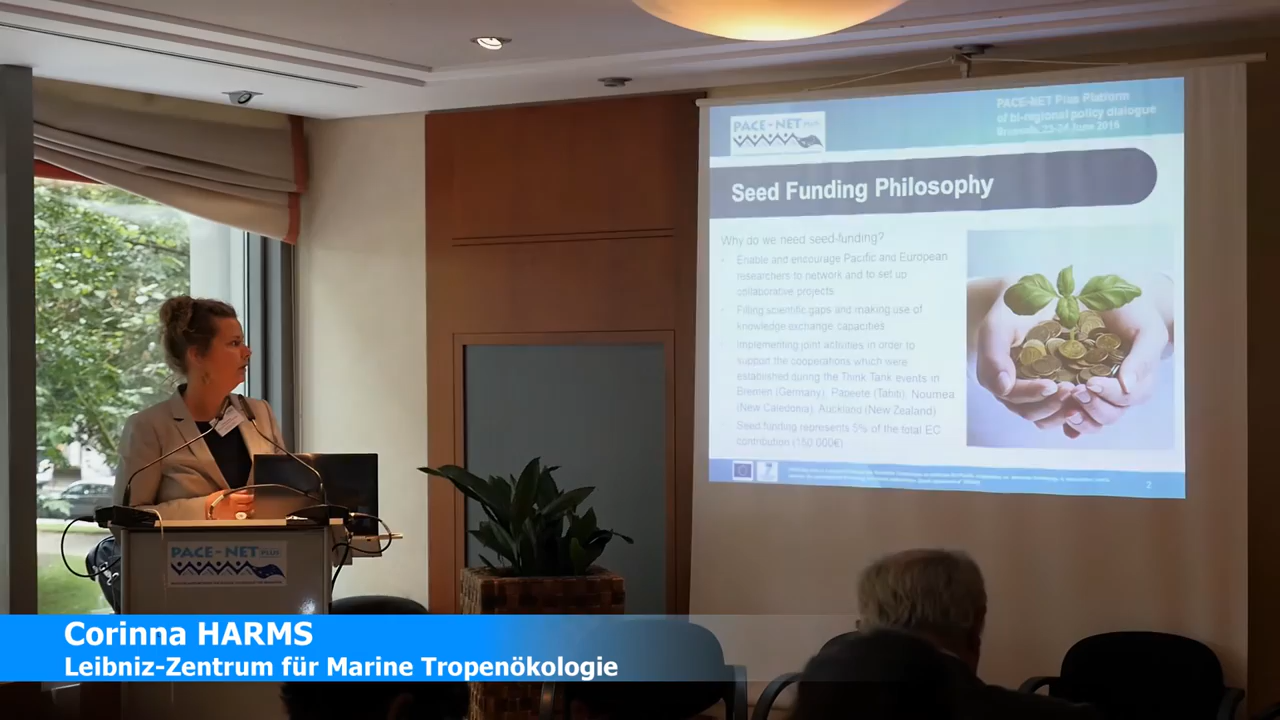 PACE-NET Plus Platform
of bi-regional policy dialogue
Brussels, 23-24 June 2015
PACE-NET PLUS
Seed Funding Philosophy
Why do we need seed-funding?
- Enable and encourage Pacific and European
researchers to network and to set up
collaborative projects
- Filling scientific gaps and making use of
knowledge exchange capacities
Implementing joint activities in order to
support the cooperations which were
established during the Think Tank events in
Bremen (Germany), Papeete (Tahiti), Noumea
(New Caledonia), Auckland (New Zealand)
Seed funding represents 5% of the total EC
contribution (150 000€)
2
PACE-NET PLUS
Corinna HARMS
Leibniz-Zentrum für Marine Tropenökologie